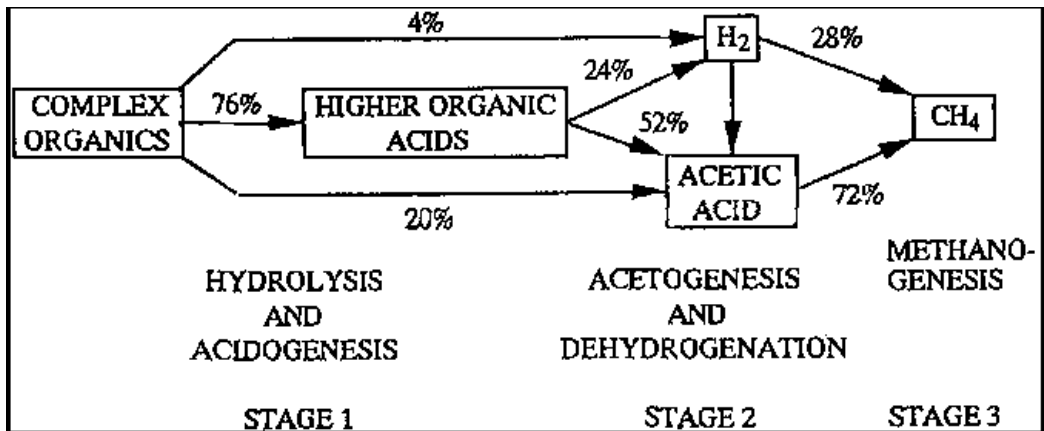 4%
H2
28%
24%
COMPLEX
ORGANICS
76%
HIGHER ORGANIC
ACIDS
CH4
52%
ACETIC
ACID
72%
20%
HYDROLYSIS
AND
ACIDOGENESIS
ACETOGENESIS
AND
DEHYDROGENATION
METHANO-
GENESIS
STAGE 1
STAGE 2
STAGE 3